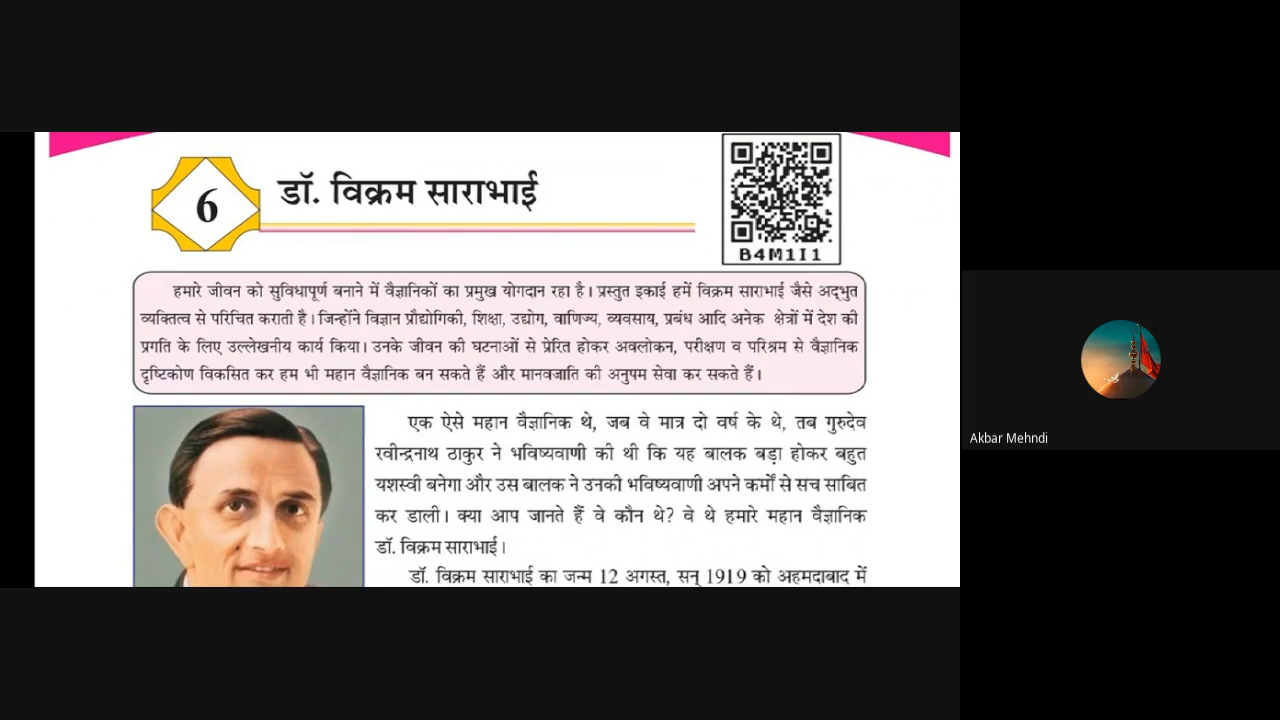 6
डॉ. विक्रम साराभाई
B4M1I1
हमारे जीवन को सुविधापूर्ण बनाने में वैज्ञानिकों का प्रमुख योगदान रहा है। प्रस्तुत इकाई हमें विक्रम साराभाई जैसे अद्भुत
व्यक्तित्व से परिचित कराती है। जिन्होंने विज्ञान प्रौद्योगिकी, शिक्षा, उद्योग, वाणिज्य, व्यवसाय, प्रबंध आदि अनेक क्षेत्रों में देश की
प्रगति के लिए उल्लेखनीय कार्य किया। उनके जीवन की घटनाओं से प्रेरित होकर अवलोकन, परीक्षण व परिश्रम से वैज्ञानिक
दृष्टिकोण विकसित कर हम भी महान वैज्ञानिक बन सकते हैं और मानवजाति की अनुपम सेवा कर सकते हैं।
एक ऐसे महान वैज्ञानिक थे, जब वे मात्र दो वर्ष के थे, तब गुरुदेव
रवीन्द्रनाथ ठाकुर ने भविष्यवाणी की थी कि यह बालक बड़ा होकर बहुत
यशस्वी बनेगा और उस बालक ने उनकी भविष्यवाणी अपने कर्मों से सच साबित
कर डाली। क्या आप जानते हैं वे कौन थे? वे थे हमारे महान वैज्ञानिक
डॉ. विक्रम साराभाई।
डॉ. विक्रम साराभाई का जन्म 12 अगस्त, सन् 1919 को अहमदाबाद में
Akbar Mehndi